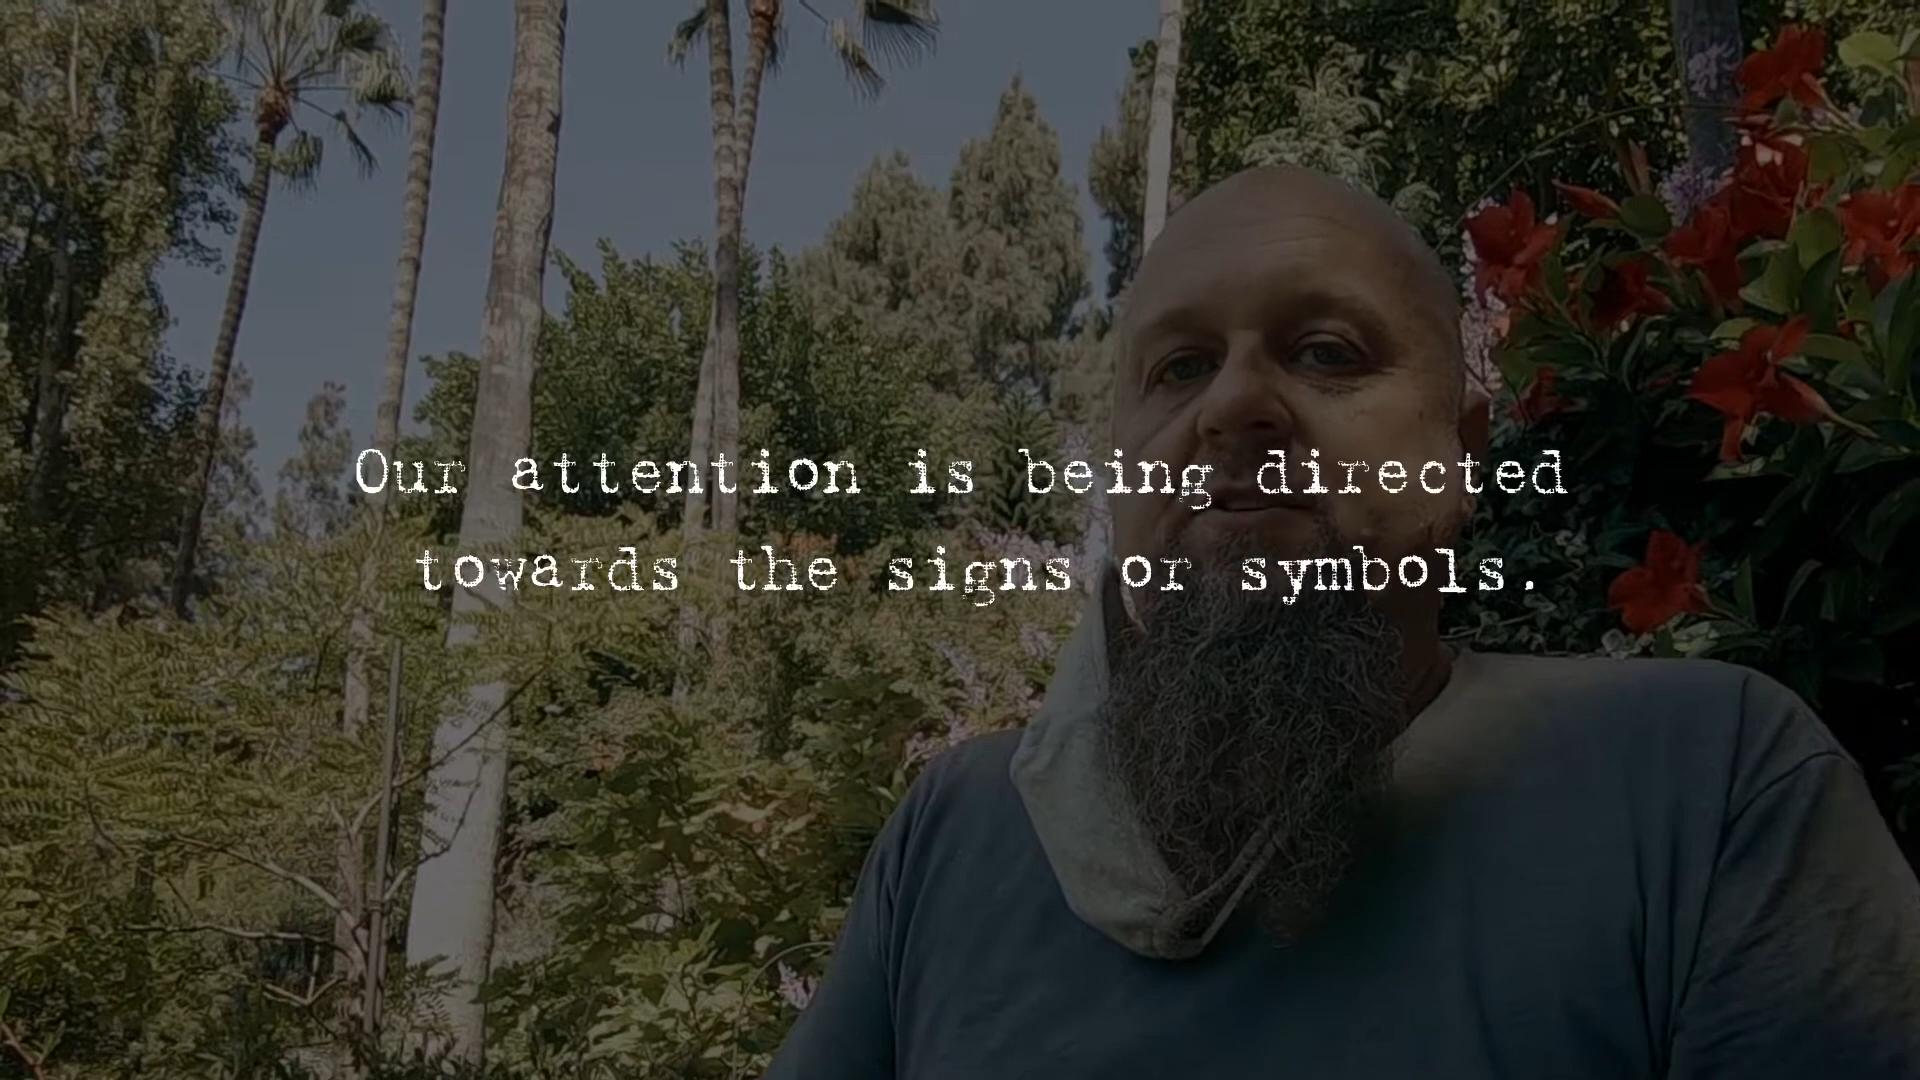 Our attention is being directed
towards the signs or symbols.